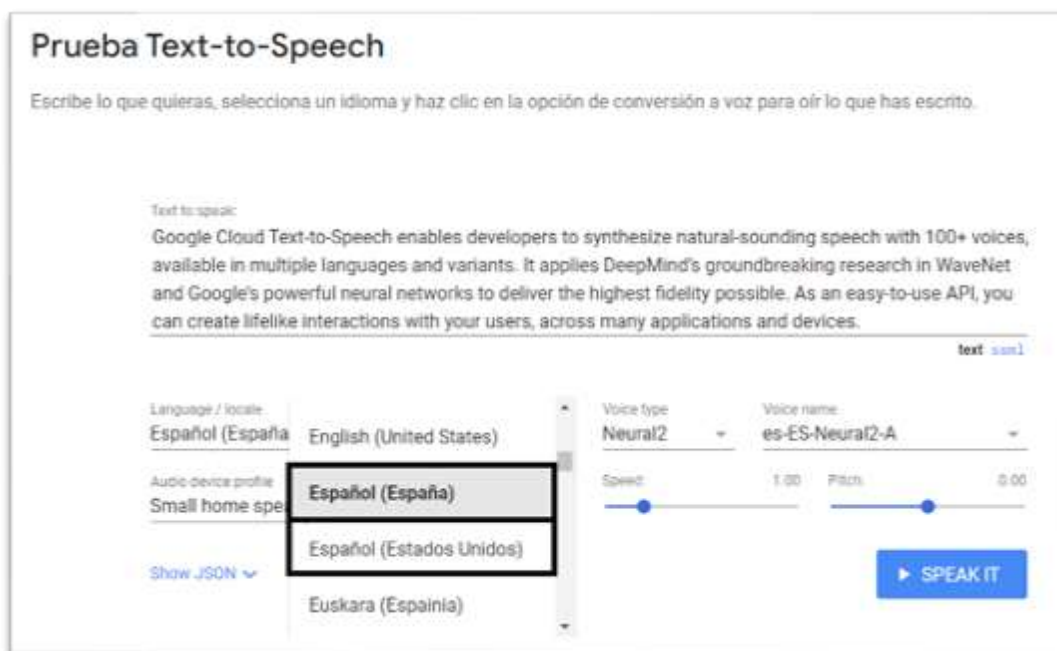 Prueba Text-to-Speech
Escribe lo que quieras, selecciona un idioma y haz clic en la opción de conversión a voz para oír lo que has escrito.
Text to speak:
Google Cloud Text-to-Speech enables developers to synthesize natural-sounding speech with 100+ voices,
available in multiple languages and variants. It applies DeepMind's groundbreaking research in WaveNet
and Google's powerful neural networks to deliver the highest fidelity possible. As an easy-to-use API, you
can create lifelike interactions with your users, across many applications and devices.
text ssml
Language / locale
Español (España
English (United States)
Español (España)
Español (Estados Unidos)
Euskara (Espainia)
Voice type
Neural2
Voice name
es-ES-Neural2-A
Audio device profile
Small home spea
Speed: 1.00
Pitch: 0.00
Show JSON
SPEAK IT